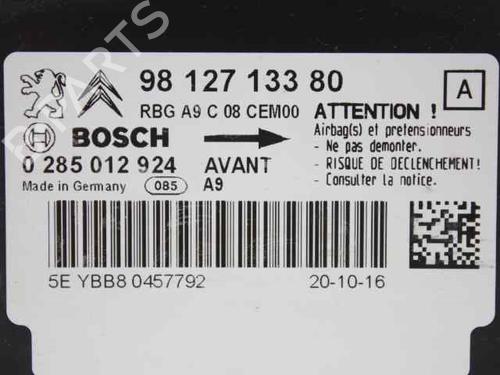 B PARTS
98 127 133 80
A
RBG A9 C 08 CEM00
ATTENTION !
BOSCH
Airbag(s) et pretensionneurs
- Ne pas demonter.
0 285 012 924
AVANT
- RISQUE DE DECLENCHEMENT!
Made in Germany
085
A9
- Consulter la notice.
5E YBB8 0457792
20-10-16